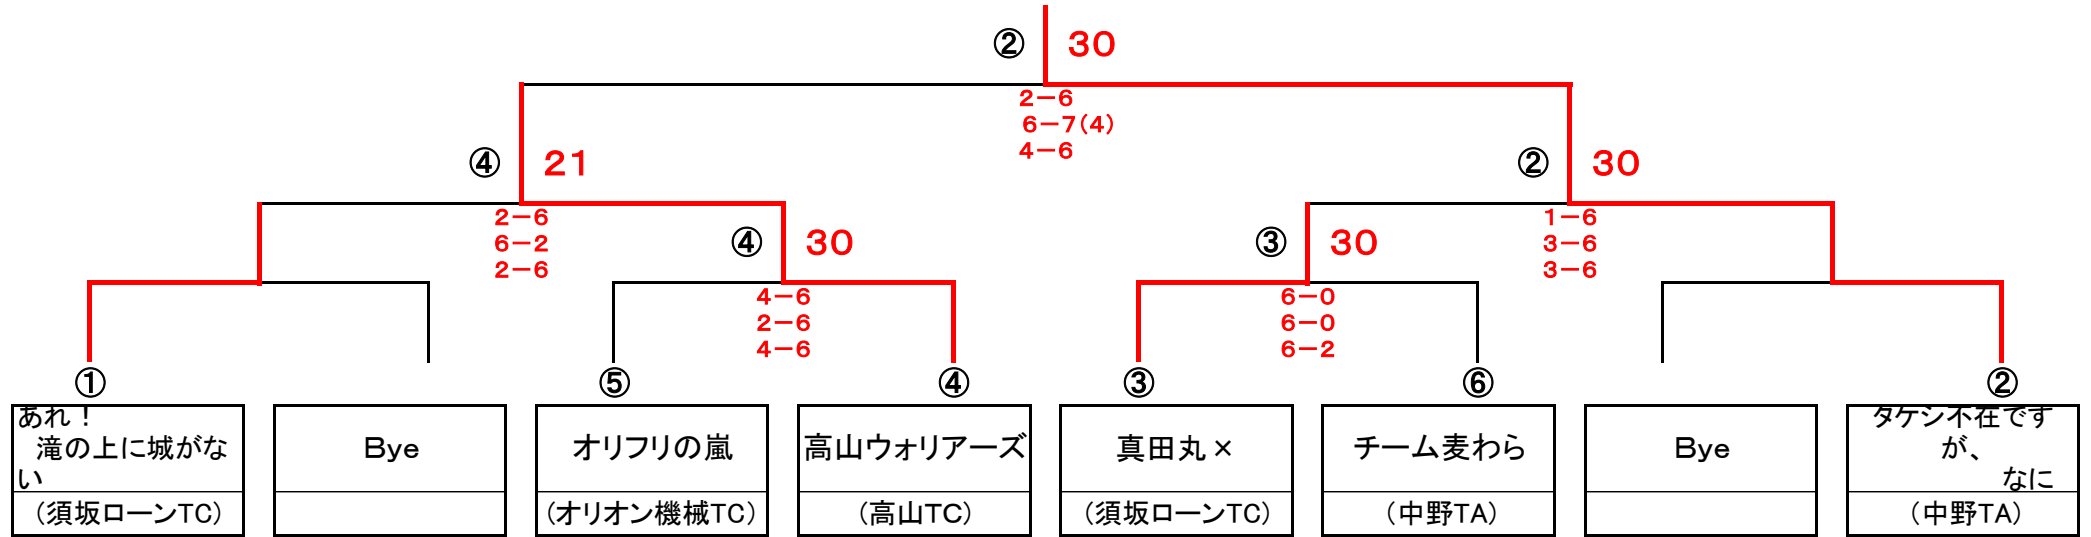 ② 30
2-6
6-7(4)
4-6
④ 21
② 30
2-6
6-2
2-6
1-6
3-6
3-6
④ 30
③ 30
4-6
2-6
4-6
6-0
6-0
6-2
① ⑤ ④ ③ ⑥ ②
あれ！
滝の上に城がな
い
(須坂ローンTC)
Bye
オリフリの嵐
(オリオン機械TC)
高山ウォリアーズ
(高山TC)
真田丸×
(須坂ローンTC)
チーム麦わら
(中野TA)
Bye
タケシ不在です
が、
なに
(中野TA)